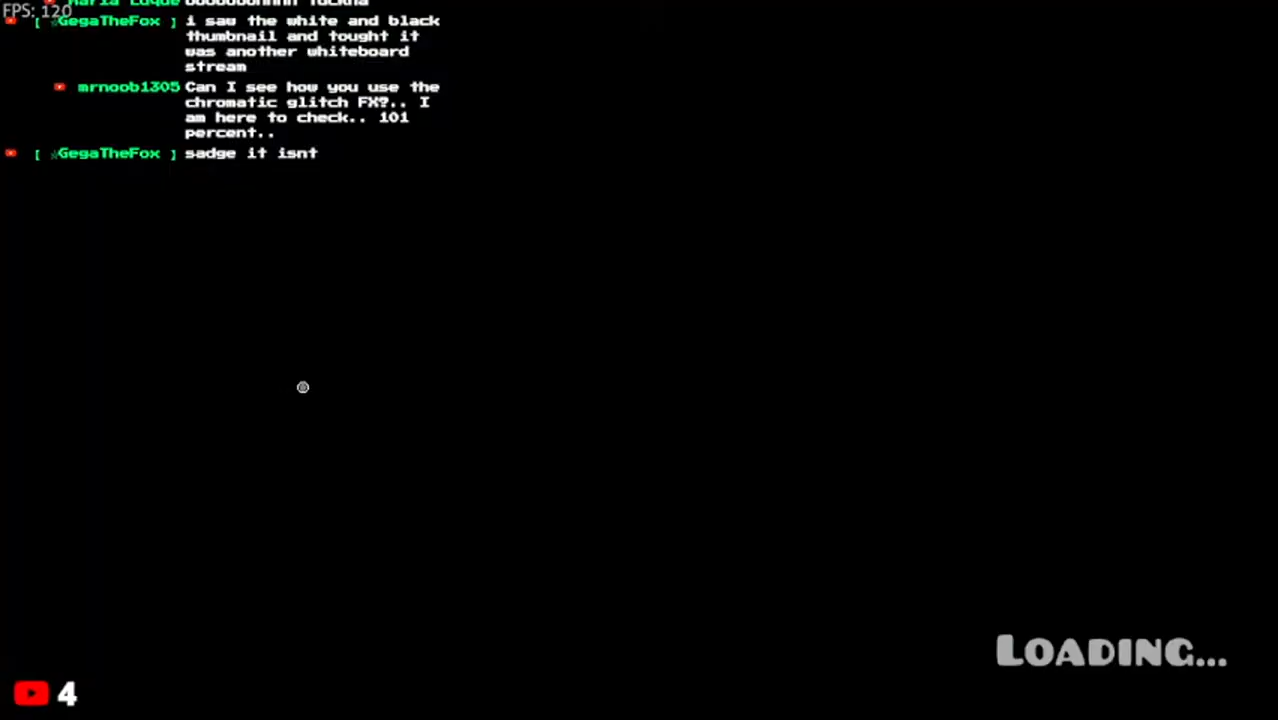 FPS: 120
Maria Luque
[ ☆GegaTheFox ] i saw the white and black
thumbnail and tought it
was another whiteboard
stream
mrnoob1305 Can I see how you use the
chromatic glitch FX?.. I
am here to check.. 101
percent..
[ ☆GegaTheFox ] sadge it isnt
LOADING...
4